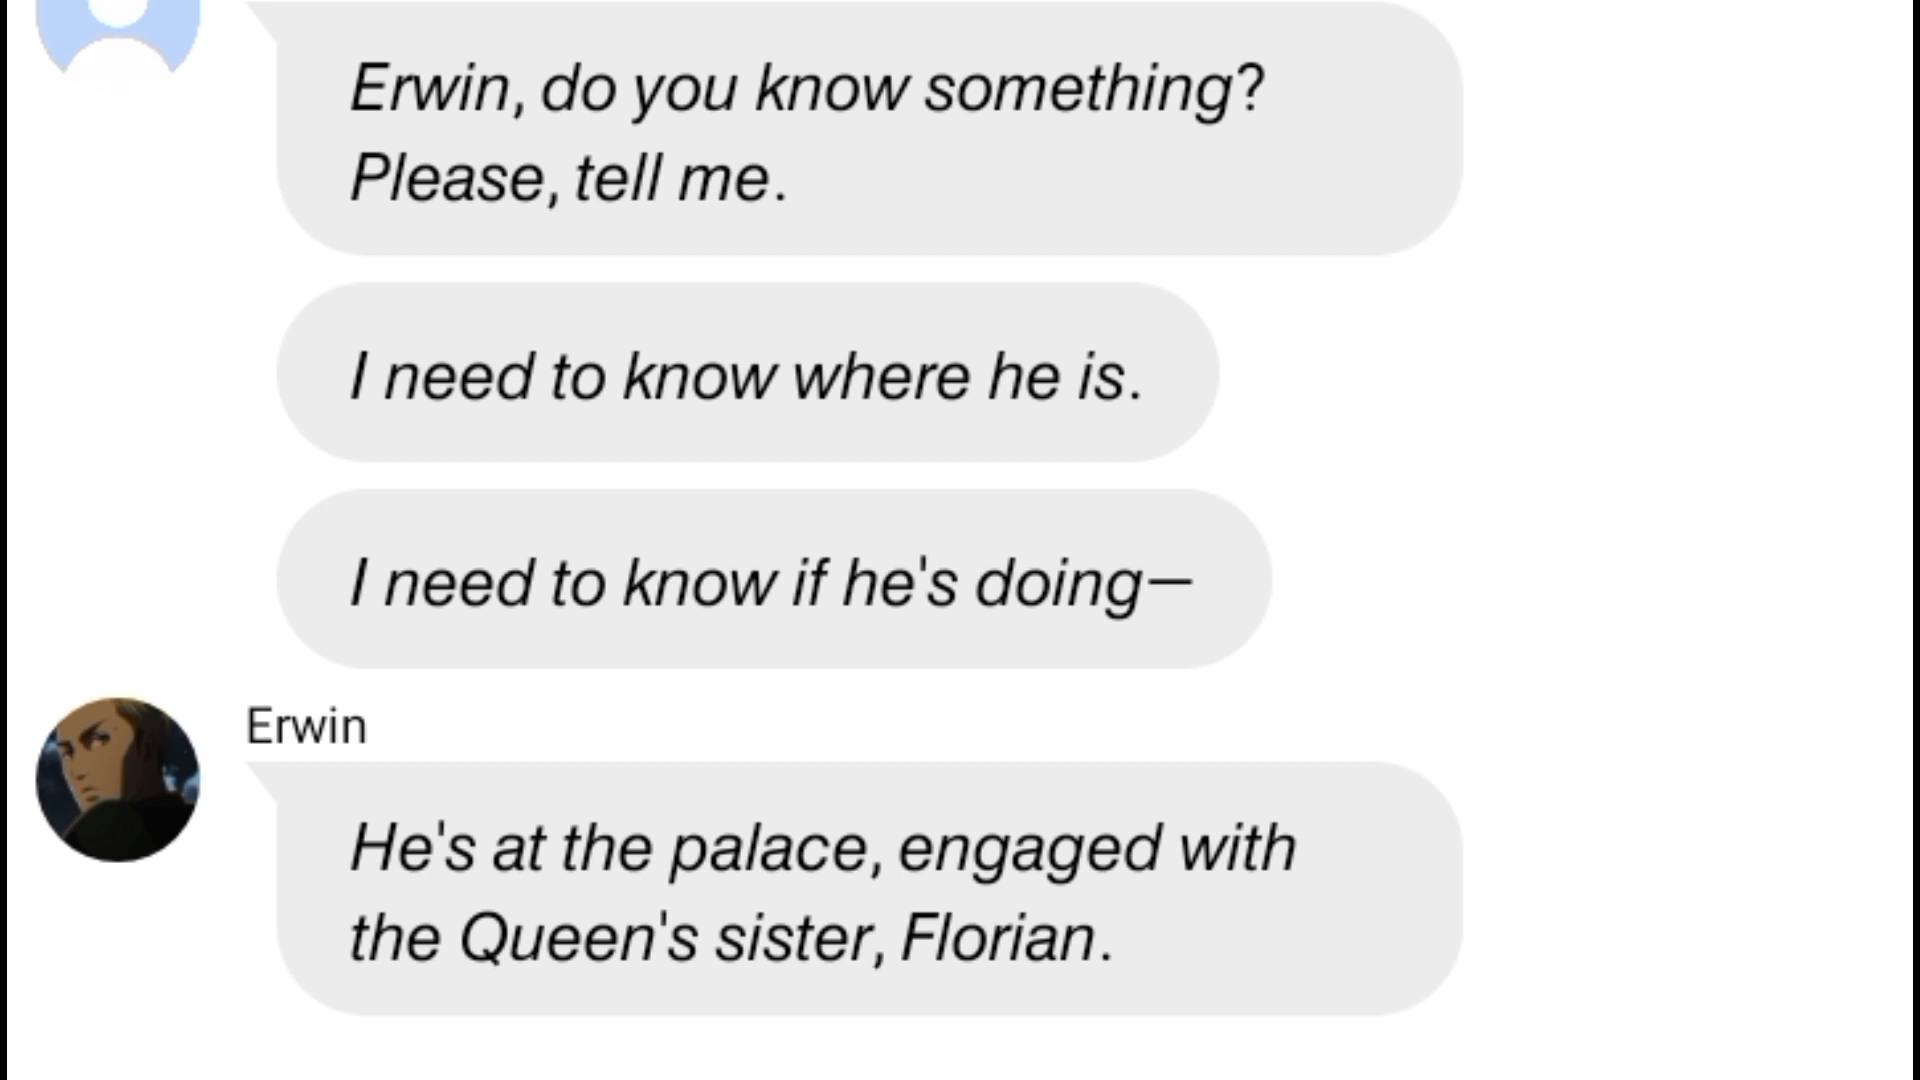 Erwin, do you know something?
Please, tell me.
I need to know where he is.
I need to know if he's doing—
Erwin
He's at the palace, engaged with
the Queen's sister, Florian.